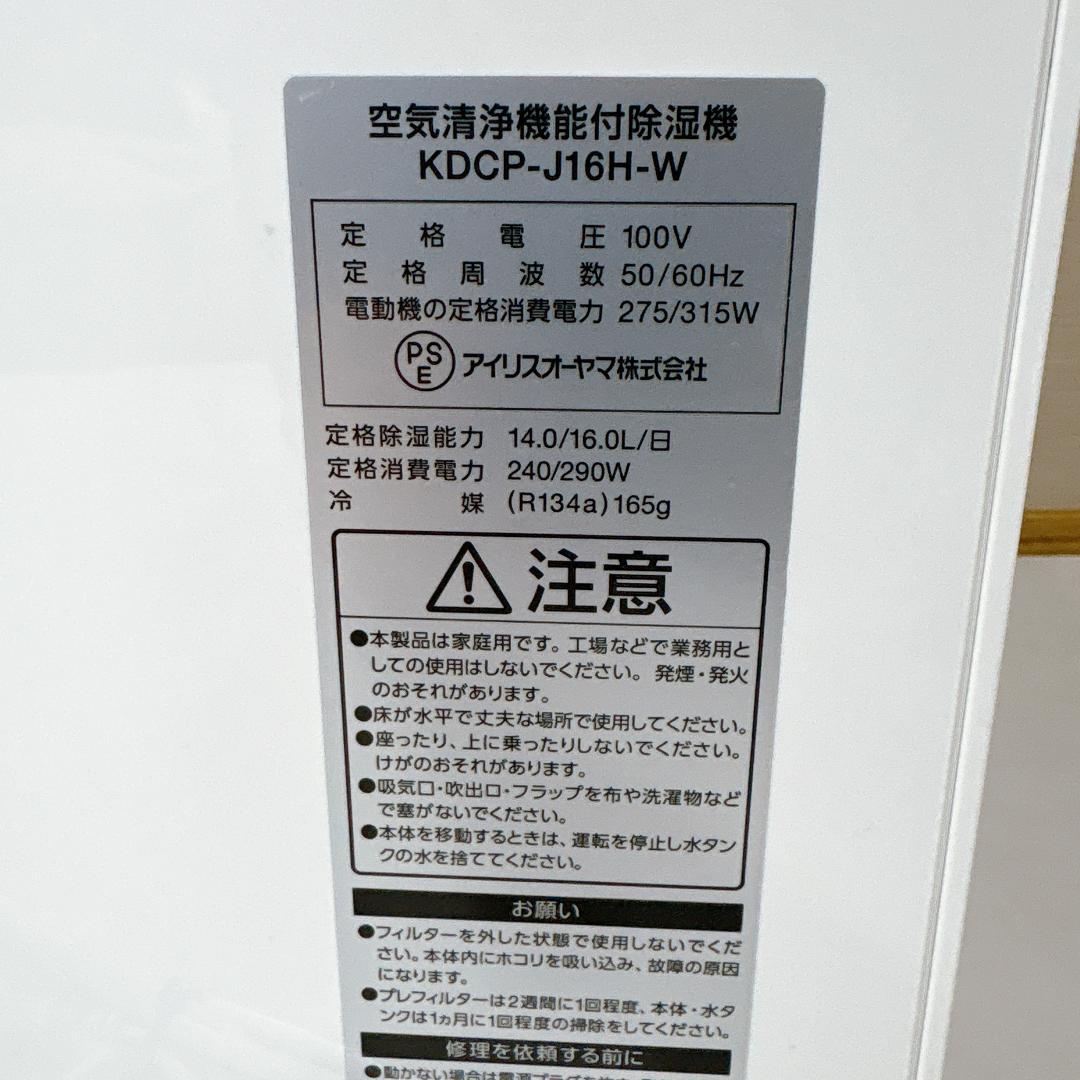 空気清浄機能付除湿機
KDCP-J16H-W
定格電圧 100V
定格周波数 50/60Hz
電動機の定格消費電力 275/315W
PSE アイリスオーヤマ株式会社
定格除湿能力 14.0/16.0L/日
定格消費電力 240/290W
冷媒 (R134a)165g
注意
●本製品は家庭用です。工場などで業務用と
しての使用はしないでください。発煙・発火
のおそれがあります。
●床が水平で丈夫な場所で使用してください。
●座ったり、上に乗ったりしないでください。
けがのおそれがあります。
●吸気口・吹出口・フラップを布や洗濯物など
で塞がないでください。
●本体を移動するときは、運転を停止し水タン
クの水を捨ててください。
お願い
●フィルターを外した状態で使用しないでくだ
さい。本体内にホコリを吸い込み、故障の原因
になります。
●プレフィルターは2週間に1回程度、本体・水タ
ンクは1ヵ月に1回程度の掃除をしてください。
修理を依頼する前に
●動かない場合は電源プラグを